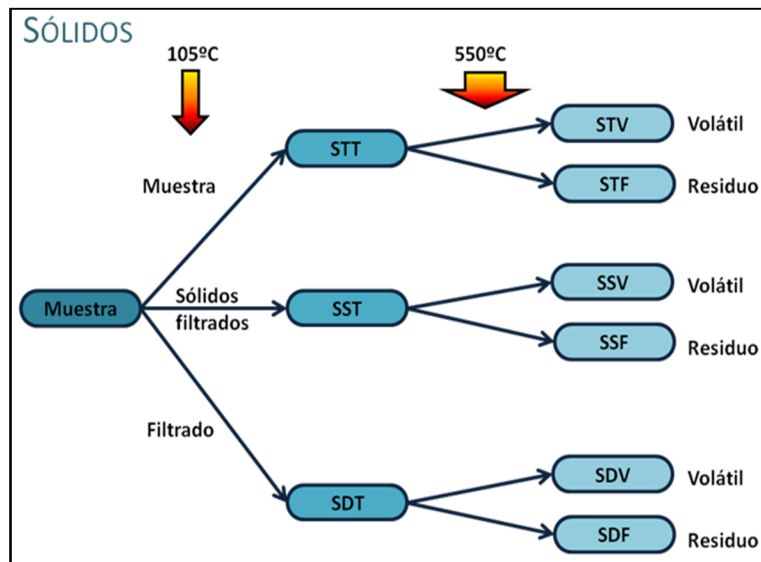 SÓLIDOS
105ºC
550ºC
STV
Volátil
STT
Muestra
STF
Residuo
SSV
Volátil
Muestra
Sólidos
filtrados
SST
SSF
Residuo
Filtrado
SDV
Volátil
SDT
SDF
Residuo